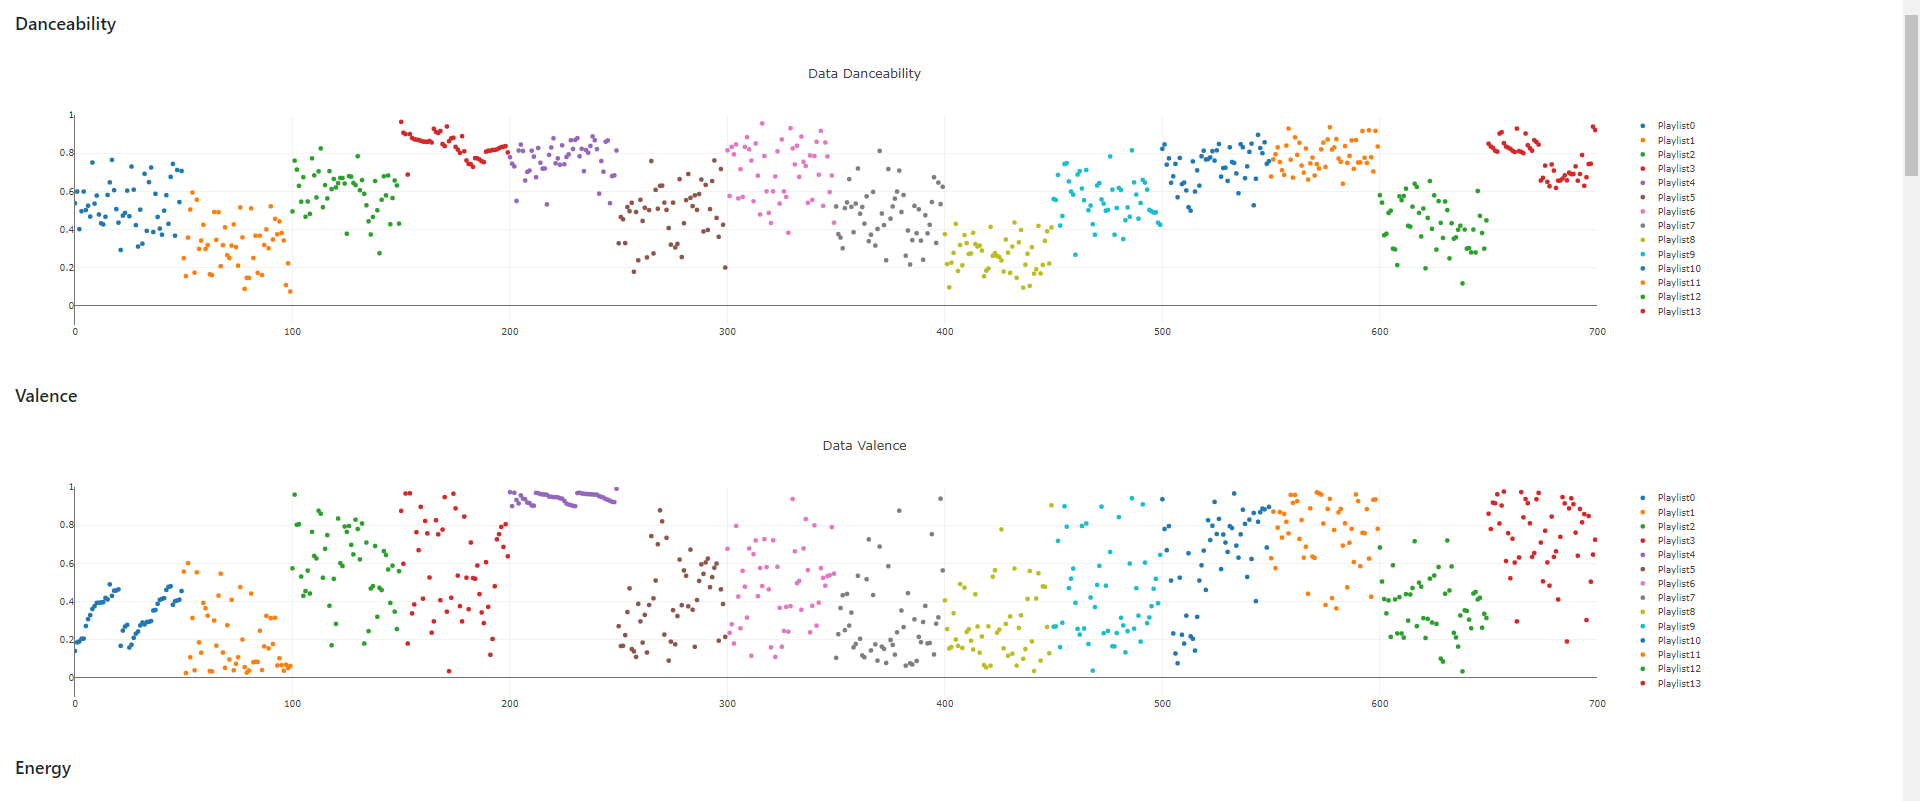 Danceability
Data Danceability
1
0.8
0.6
0.4
0.2
0
0 100 200 300 400 500 600 700
Playlist0
Playlist1
Playlist2
Playlist3
Playlist4
Playlist5
Playlist6
Playlist7
Playlist8
Playlist9
Playlist10
Playlist11
Playlist12
Playlist13
Valence
Data Valence
1
0.8
0.6
0.4
0.2
0
0 100 200 300 400 500 600 700
Playlist0
Playlist1
Playlist2
Playlist3
Playlist4
Playlist5
Playlist6
Playlist7
Playlist8
Playlist9
Playlist10
Playlist11
Playlist12
Playlist13
Energy